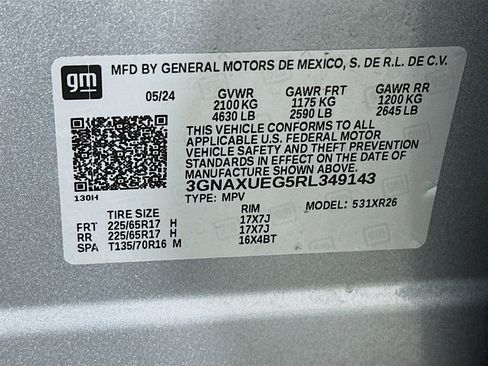 gm
MFD BY GENERAL MOTORS DE MEXICO, S. DE R.L. DE C.V.
05/24 GVWR GAWR FRT GAWR RR
2100 KG 1175 KG 1200 KG
4630 LB 2590 LB 2645 LB
THIS VEHICLE CONFORMS TO ALL
APPLICABLE U.S. FEDERAL MOTOR
VEHICLE SAFETY AND THEFT PREVENTION
STANDARDS IN EFFECT ON THE DATE OF
MANUFACTURE SHOWN ABOVE.
3GNAXUEG5RL349143
130H TYPE: MPV MODEL: 531XR26
TIRE SIZE RIM
FRT 225/65R17 H 17X7J
RR 225/65R17 H 17X7J
SPA T135/70R16 M 16X4BT